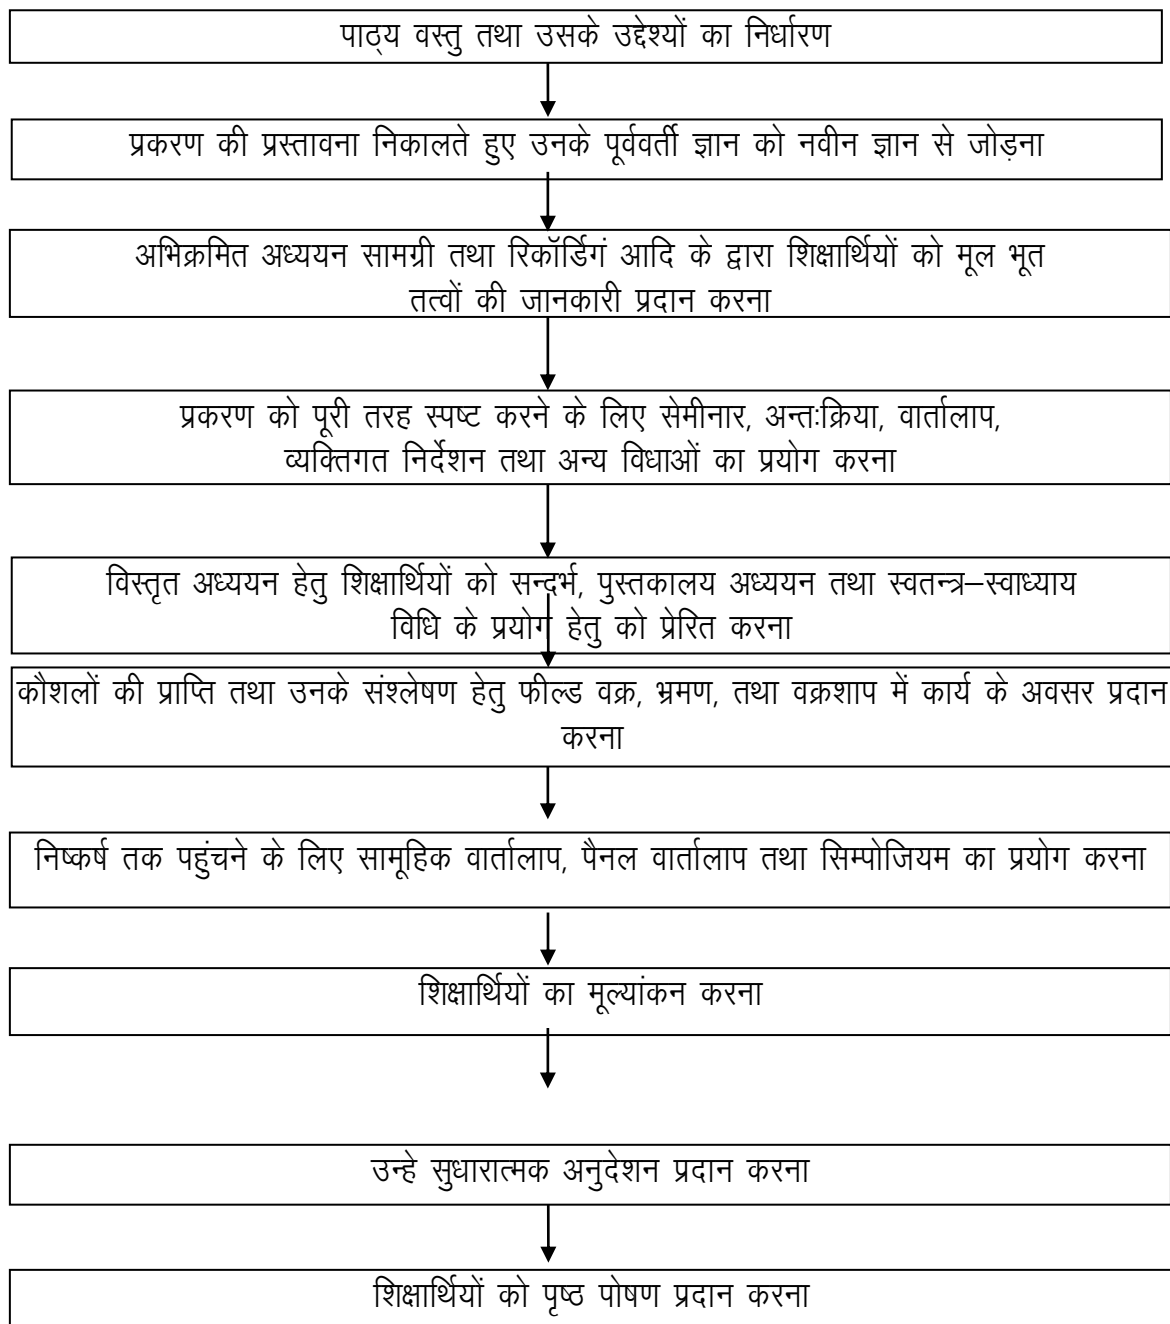 पाठ्य वस्तु तथा उसके उद्देश्यों का निर्धारण
प्रकरण की प्रस्तावना निकालते हुए उनके पूर्ववर्ती ज्ञान को नवीन ज्ञान से जोड़ना
अभिक्रमित अध्ययन सामग्री तथा रिकॉर्डिगं आदि के द्वारा शिक्षार्थियों को मूल भूत
तत्वों की जानकारी प्रदान करना
प्रकरण को पूरी तरह स्पष्ट करने के लिए सेमीनार, अन्तःक्रिया, वार्तालाप,
व्यक्तिगत निर्देशन तथा अन्य विधाओं का प्रयोग करना
विस्तृत अध्ययन हेतु शिक्षार्थियों को सन्दर्भ, पुस्तकालय अध्ययन तथा स्वतन्त्र–स्वाध्याय
विधि के प्रयोग हेतु को प्रेरित करना
कौशलों की प्राप्ति तथा उनके संश्लेषण हेतु फील्ड वक्र, भ्रमण, तथा वक्रशाप में कार्य के अवसर प्रदान
करना
निष्कर्ष तक पहुंचने के लिए सामूहिक वार्तालाप, पैनल वार्तालाप तथा सिम्पोजियम का प्रयोग करना
शिक्षार्थियों का मूल्यांकन करना
उन्हे सुधारात्मक अनुदेशन प्रदान करना
शिक्षार्थियों को पृष्ठ पोषण प्रदान करना